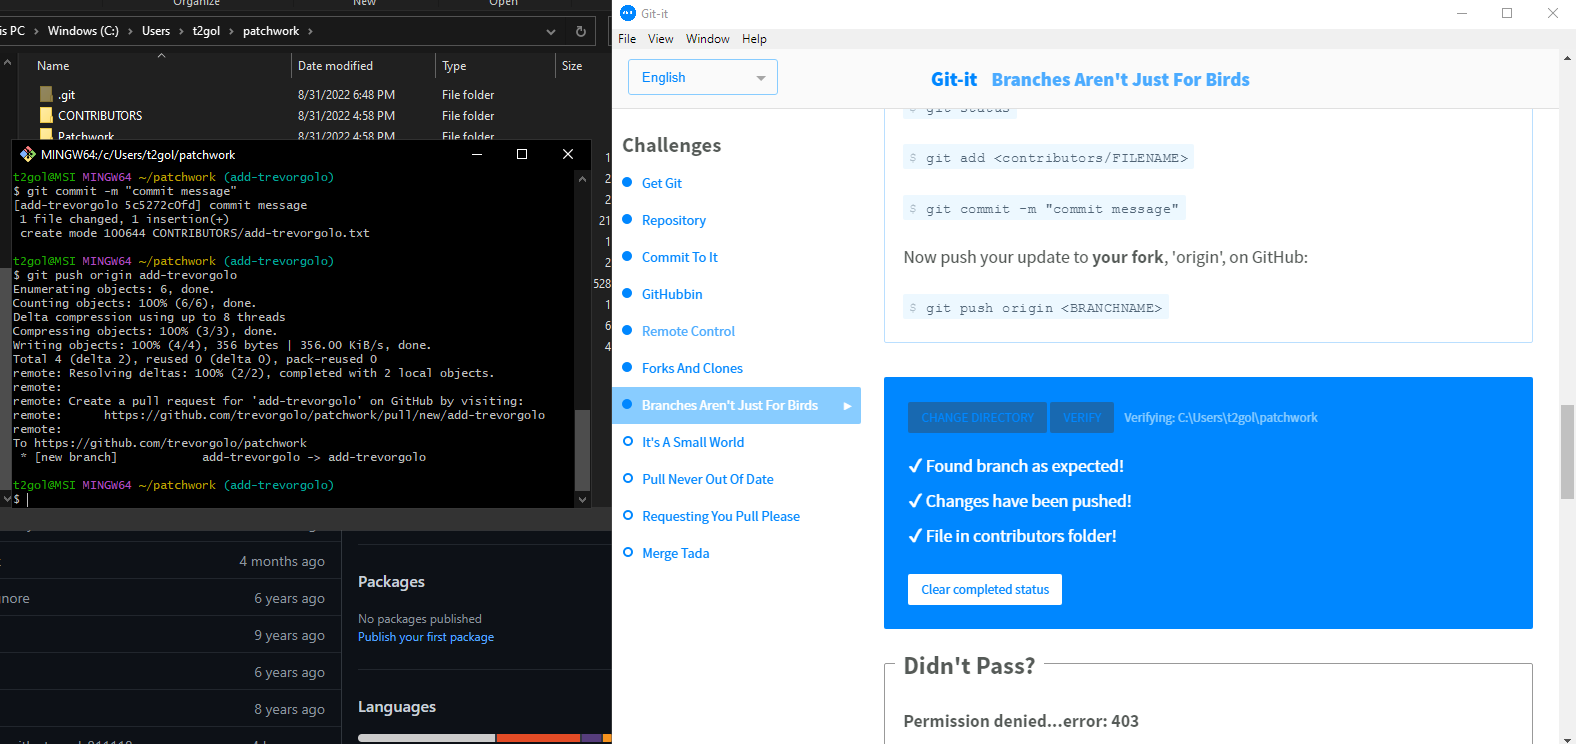 Organize
New
Open
is PC > Windows (C:) > Users > t2gol > patchwork >
Name
Date modified
Type
Size
.git
8/31/2022 6:48 PM
File folder
CONTRIBUTORS
8/31/2022 4:58 PM
File folder
Patchwork
8/31/2022 4:58 PM
File folder
MINGW64:/c/Users/t2gol/patchwork
t2gol@MSI MINGW64 ~/patchwork (add-trevorgolo)
$ git commit -m "commit message"
[add-trevorgolo 5c5272c0fd] commit message
1 file changed, 1 insertion(+)
create mode 100644 CONTRIBUTORS/add-trevorgolo.txt
t2gol@MSI MINGW64 ~/patchwork (add-trevorgolo)
$ git push origin add-trevorgolo
Enumerating objects: 6, done.
Counting objects: 100% (6/6), done.
Delta compression using up to 8 threads
Compressing objects: 100% (3/3), done.
Writing objects: 100% (4/4), 356 bytes | 356.00 KiB/s, done.
Total 4 (delta 2), reused 0 (delta 0), pack-reused 0
remote: Resolving deltas: 100% (2/2), completed with 2 local objects.
remote:
remote: Create a pull request for 'add-trevorgolo' on GitHub by visiting:
remote: https://github.com/trevorgolo/patchwork/pull/new/add-trevorgolo
remote:
To https://github.com/trevorgolo/patchwork
* [new branch] add-trevorgolo -> add-trevorgolo
t2gol@MSI MINGW64 ~/patchwork (add-trevorgolo)
$
1
2
2
21
1
2
528
1
6
4
4 months ago
nore
6 years ago
9 years ago
6 years ago
8 years ago
Packages
No packages published
Publish your first package
Languages
Git-it
File View Window Help
English
Git-it Branches Aren't Just For Birds
Challenges
Get Git
Repository
Commit To It
GitHubbin
Remote Control
Forks And Clones
Branches Aren't Just For Birds
It's A Small World
Pull Never Out Of Date
Requesting You Pull Please
Merge Tada
$ git status
$ git add <contributors/FILENAME>
$ git commit -m "commit message"
Now push your update to your fork, 'origin', on GitHub:
$ git push origin <BRANCHNAME>
CHANGE DIRECTORY
VERIFY
Verifying: C:\Users\t2gol\patchwork
✓ Found branch as expected!
✓ Changes have been pushed!
✓ File in contributors folder!
Clear completed status
Didn't Pass?
Permission denied...error: 403